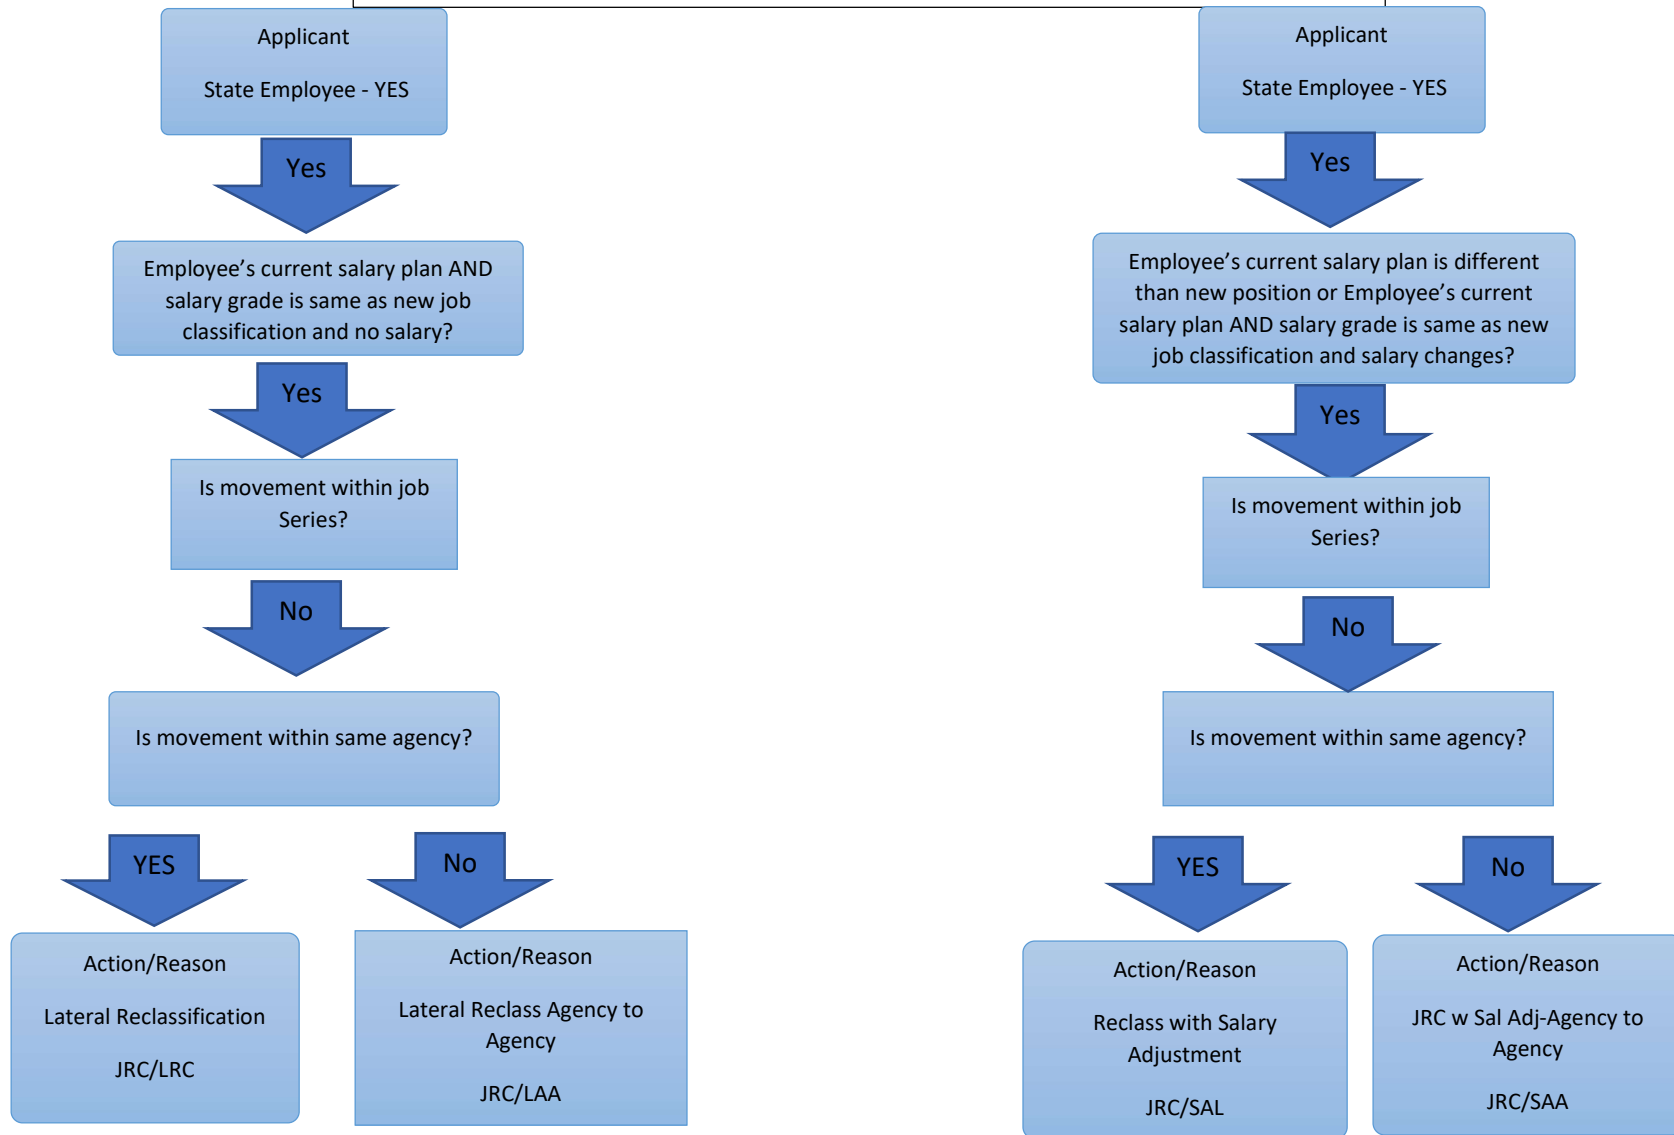 Applicant
State Employee - YES
Yes
Employee's current salary plan AND
salary grade is same as new job
classification and no salary?
Yes
Is movement within job
Series?
No
Is movement within same agency?
YES
No
Action/Reason
Lateral Reclassification
JRC/LRC
Action/Reason
Lateral Reclass Agency to
Agency
JRC/LAA
Applicant
State Employee - YES
Yes
Employee's current salary plan is different
than new position or Employee's current
salary plan AND salary grade is same as new
job classification and salary changes?
Yes
Is movement within job
Series?
No
Is movement within same agency?
YES
No
Action/Reason
Reclass with Salary
Adjustment
JRC/SAL
Action/Reason
JRC w Sal Adj-Agency to
Agency
JRC/SAA